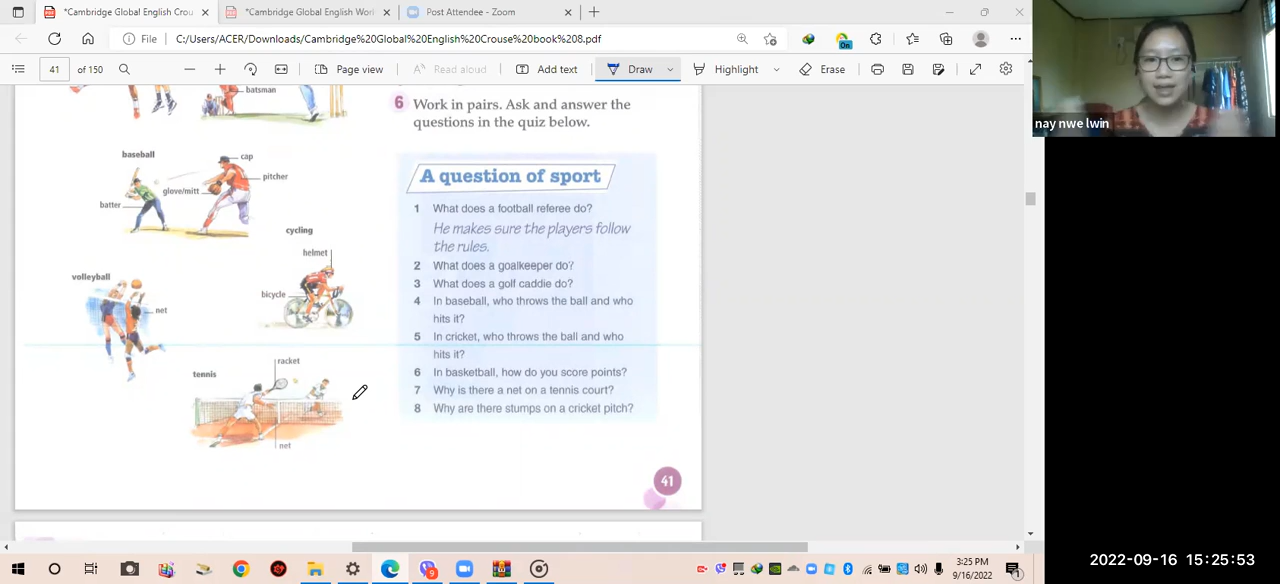 *Cambridge Global English Crou
*Cambridge Global English Wor
Post Attendee - Zoom
File
C:/Users/ACER/Downloads/Cambridge%20Global%20English%20Crouse%20book%208.pdf
On
41
of 150
Page view
Read aloud
Add text
Draw
Highlight
Erase
nay nwe lwin
batsman
6 Work in pairs. Ask and answer the
questions in the quiz below.
baseball
cap
pitcher
glove/mitt
batter
cycling
helmet
bicycle
volleyball
net
racket
tennis
net
A question of sport
1 What does a football referee do?
He makes sure the players follow
the rules.
2 What does a goalkeeper do?
3 What does a golf caddie do?
4 In baseball, who throws the ball and who
hits it?
5 In cricket, who throws the ball and who
hits it?
6 In basketball, how do you score points?
7 Why is there a net on a tennis court?
8 Why are there stumps on a cricket pitch?
41
3:25 PM
9/16/2022
2022-09-16 15:25:53